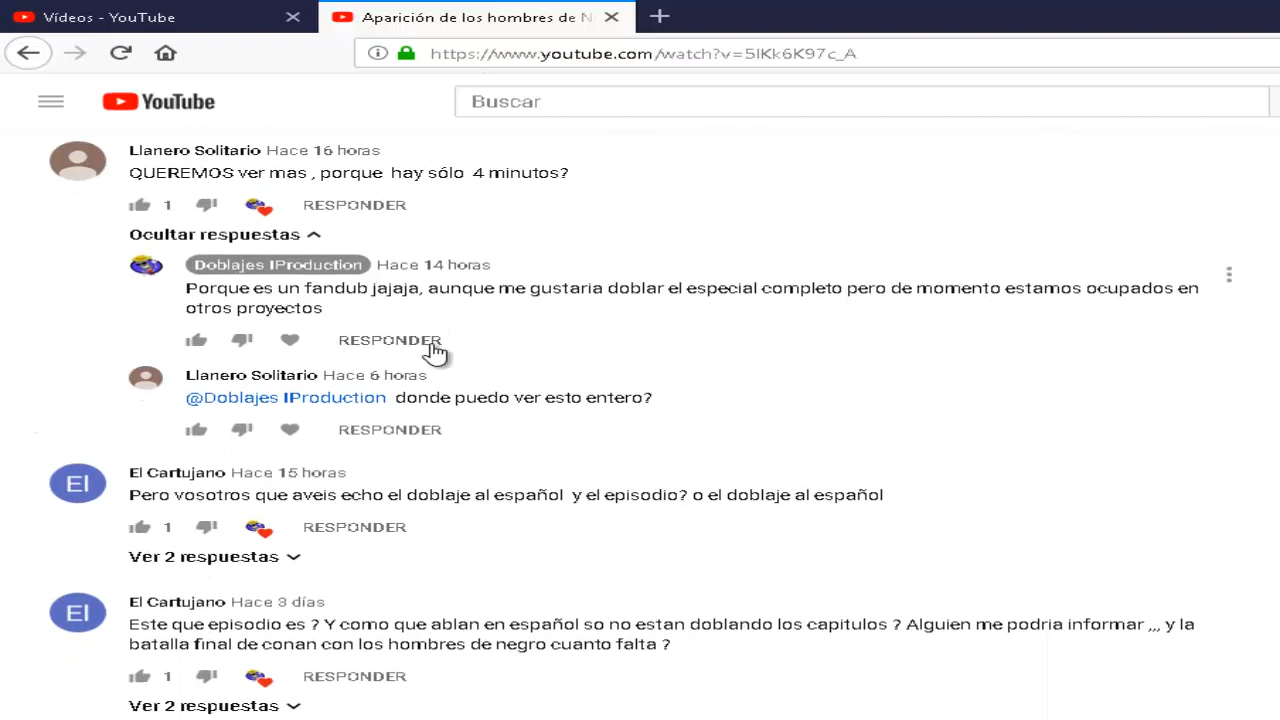 Vídeos - YouTube
Aparición de los hombres de N
https://www.youtube.com/watch?v=5IKk6K97c_A
YouTube
Buscar
Llanero Solitario Hace 16 horas
QUEREMOS ver mas , porque hay sólo 4 minutos?
1 RESPONDER
Ocultar respuestas
Doblajes IProduction Hace 14 horas
Porque es un fandub jajaja, aunque me gustaria doblar el especial completo pero de momento estamos ocupados en
otros proyectos
RESPONDER
Llanero Solitario Hace 6 horas
@Doblajes IProduction donde puedo ver esto entero?
RESPONDER
El
El Cartujano Hace 15 horas
Pero vosotros que aveis echo el doblaje al español y el episodio? o el doblaje al español
1 RESPONDER
Ver 2 respuestas
El
El Cartujano Hace 3 días
Este que episodio es ? Y como que ablan en español so no estan doblando los capitulos ? Alguien me podria informar ,,, y la
batalla final de conan con los hombres de negro cuanto falta ?
1 RESPONDER
Ver 2 respuestas